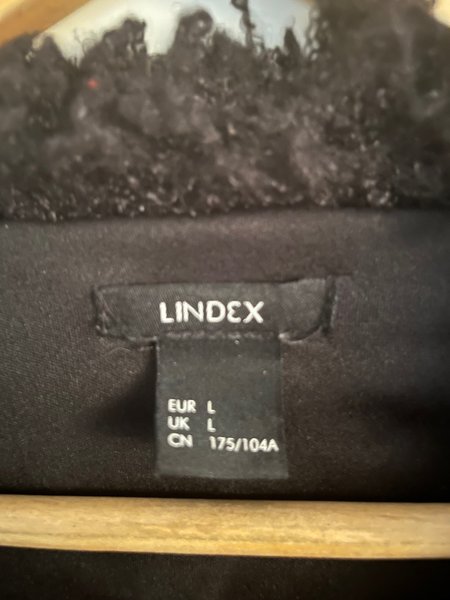 LINDEX
EUR L
UK L
CN 175/104A